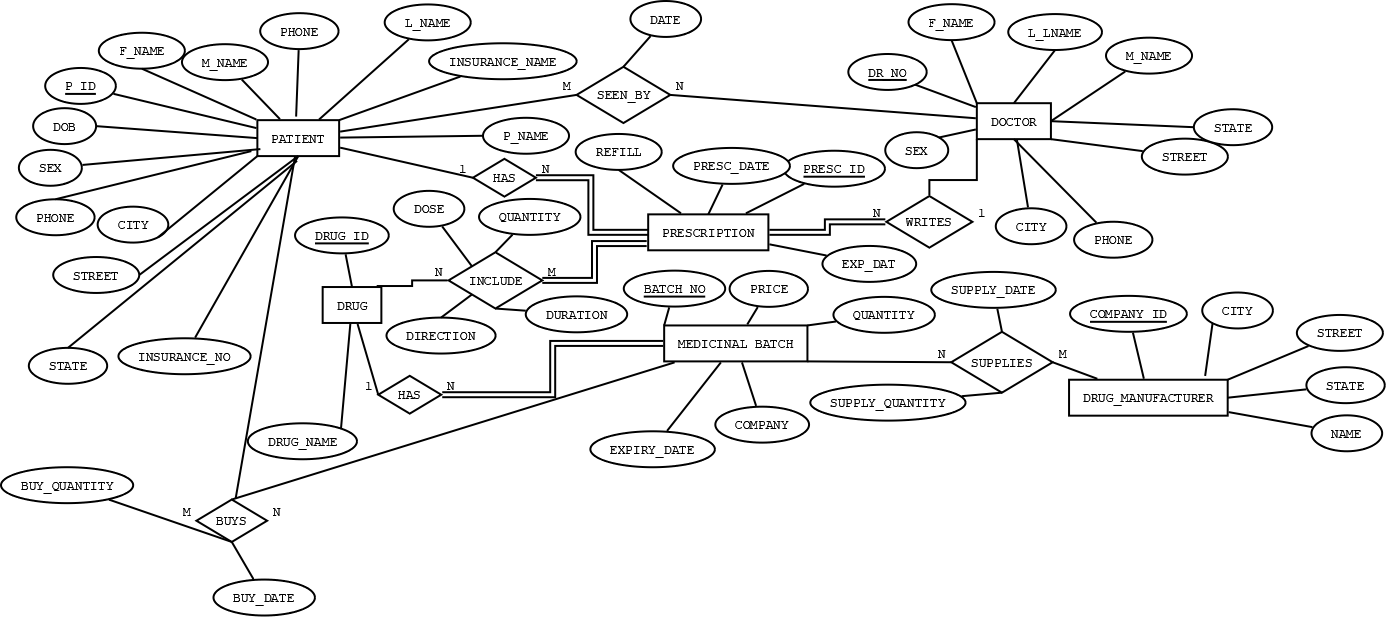 L_NAME
DATE
F_NAME
PHONE
L_LNAME
F_NAME
M_NAME
M_NAME
INSURANCE_NAME
P_ID
DR_NO
M
N
SEEN_BY
DOB
DOCTOR
STATE
PATIENT
P_NAME
REFILL
SEX
STREET
SEX
PRESC_DATE
PRESC_ID
1
N
HAS
DOSE
QUANTITY
PHONE
CITY
N
WRITES
1
CITY
DRUG_ID
PRESCRIPTION
PHONE
EXP_DAT
STREET
N
M
INCLUDE
BATCH_NO
PRICE
SUPPLY_DATE
DRUG
DURATION
QUANTITY
COMPANY_ID
CITY
DIRECTION
STREET
INSURANCE_NO
MEDICINAL BATCH
N
M
SUPPLIES
STATE
1
N
HAS
STATE
SUPPLY_QUANTITY
DRUG_MANUFACTURER
COMPANY
NAME
DRUG_NAME
EXPIRY_DATE
BUY_QUANTITY
M
N
BUYS
BUY_DATE